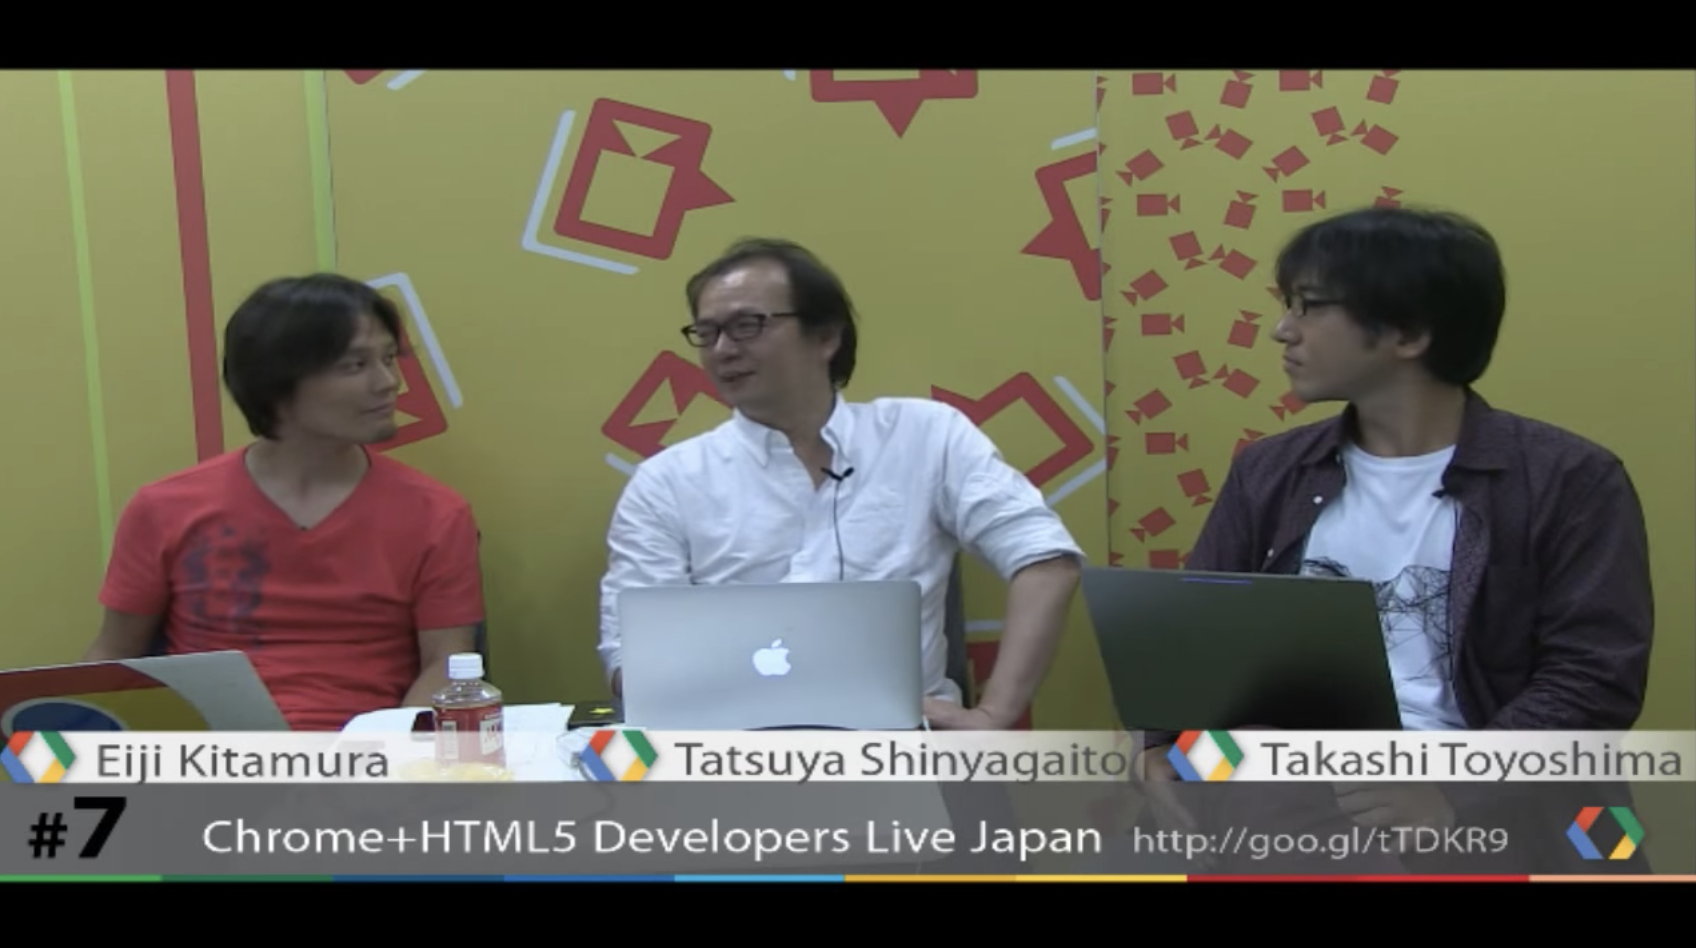 Eiji Kitamura
Tatsuya Shinyagaito
Takashi Toyoshima
#7
Chrome+HTML5 Developers Live Japan
http://goo.gl/tTDKR9